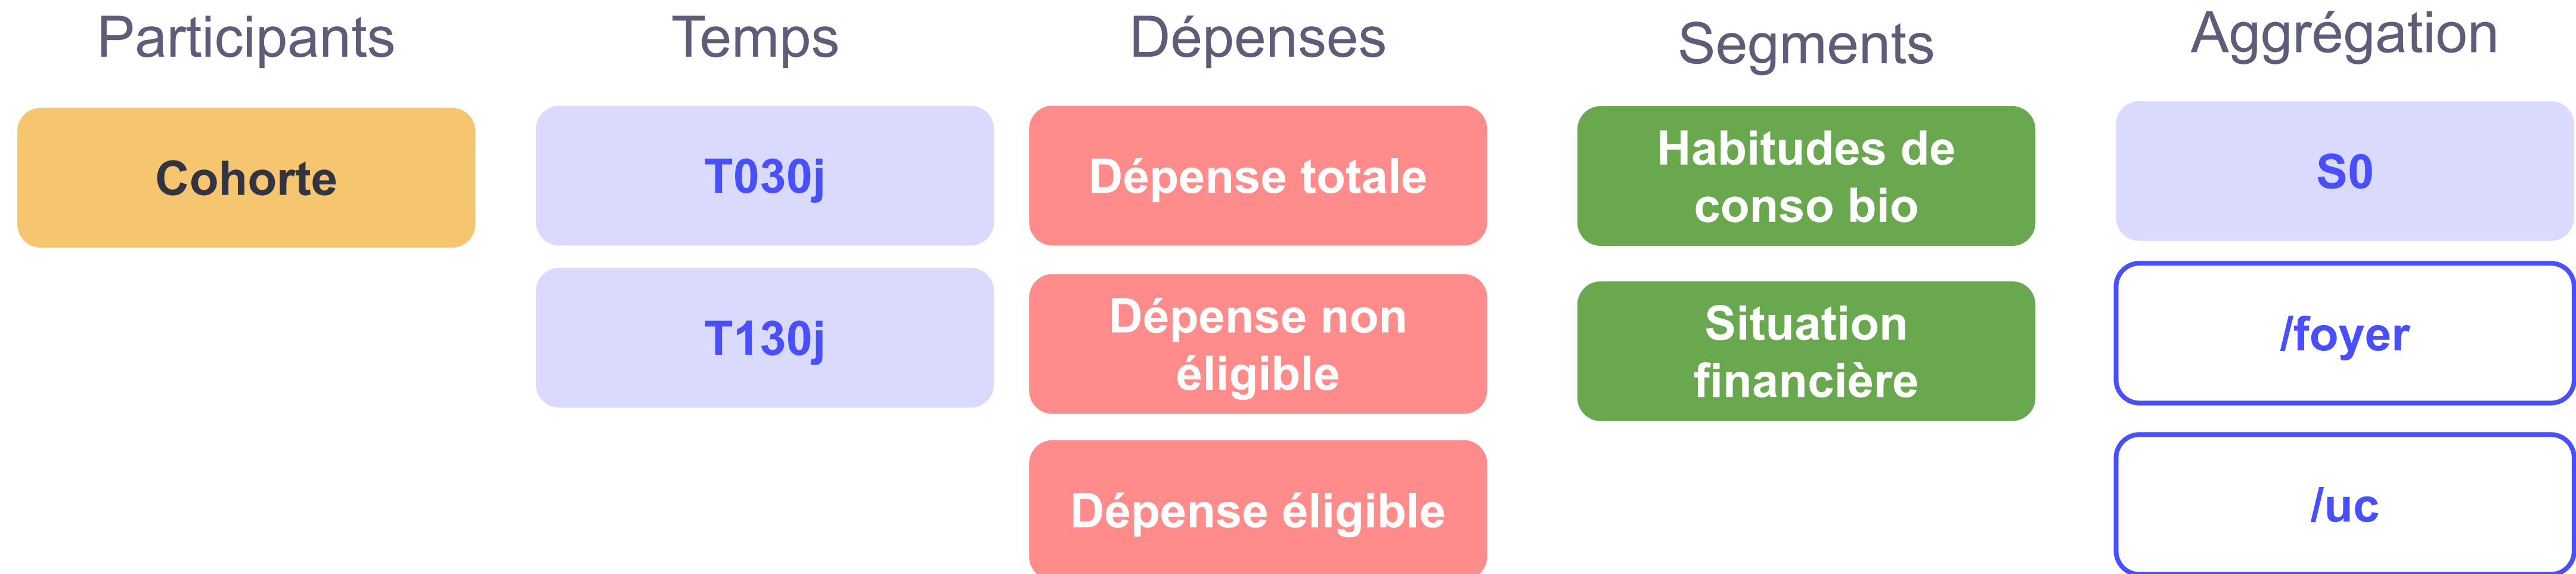 Participants
Temps
Dépenses
Segments
Aggrégation
Cohorte
T030j
T130j
Dépense totale
Dépense non
éligible
Dépense éligible
Habitudes de
conso bio
Situation
financière
S0
/foyer
/uc